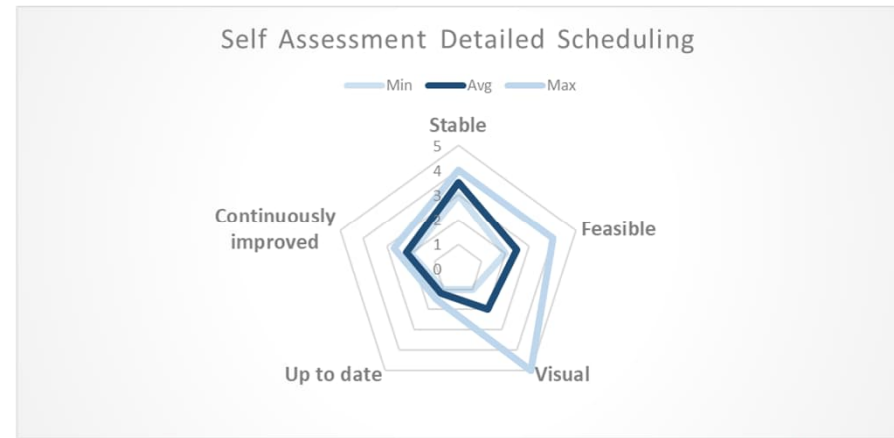 Self Assessment Detailed Scheduling
Min Avg Max
Stable
5
4
3
2
1
0
Continuously
improved
Feasible
Up to date
Visual